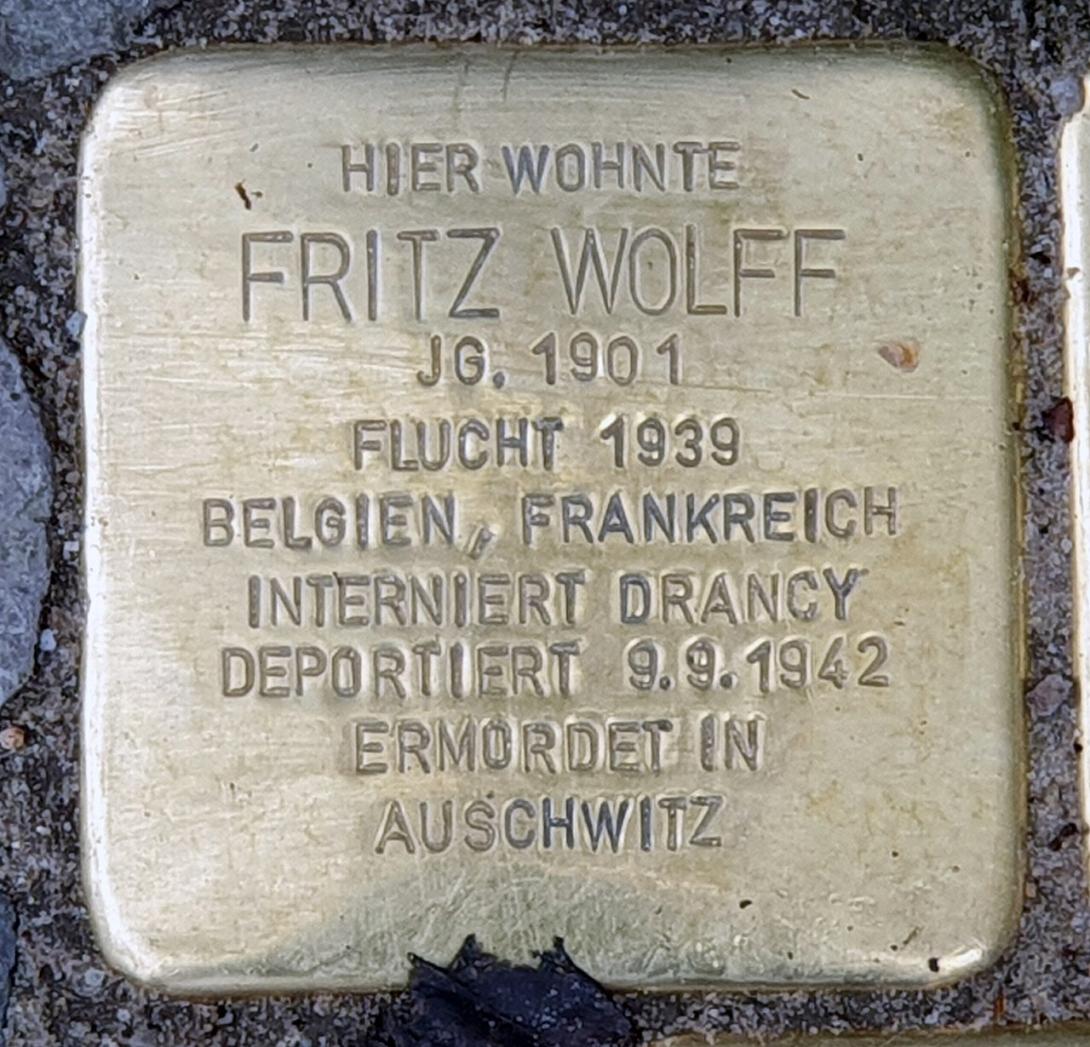 HIER WOHNTE
FRITZ WOLFF
JG. 1901
FLUCHT 1939
BELGIEN, FRANKREICH
INTERNIERT DRANCY
DEPORTIERT 9.9.1942
ERMORDET IN
AUSCHWITZ